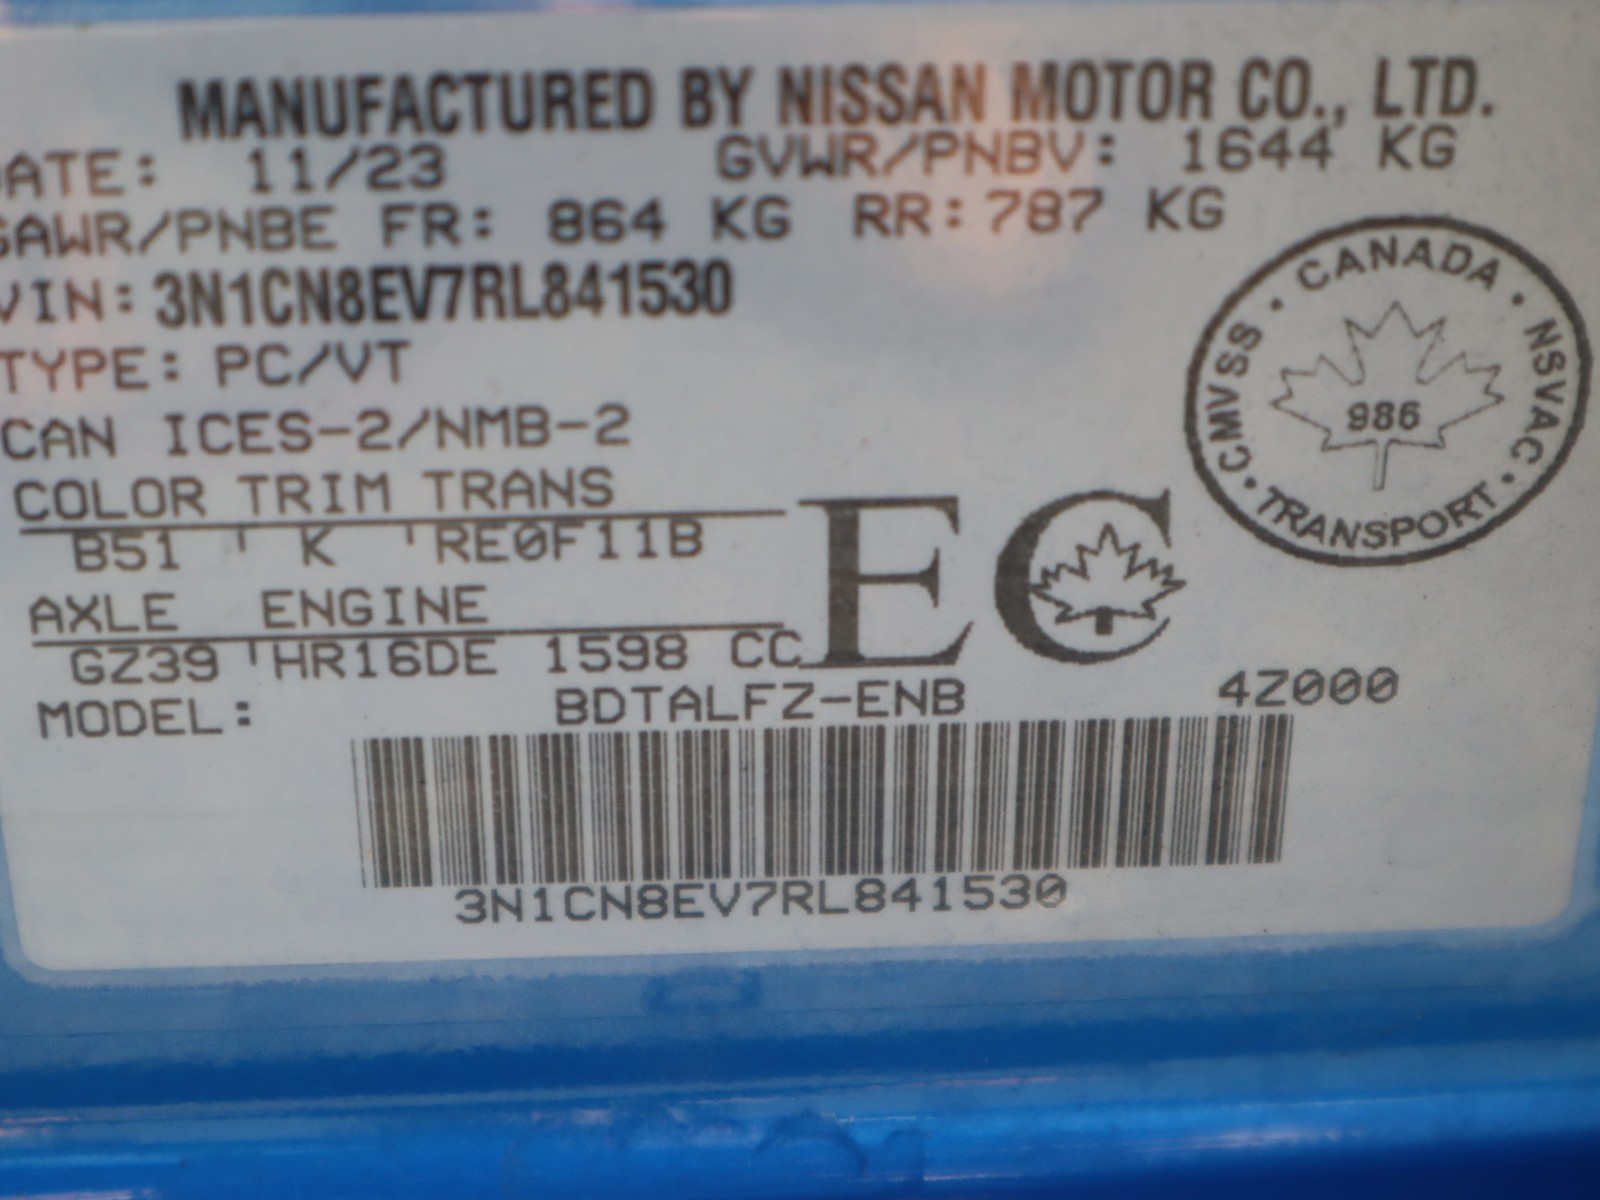 MANUFACTURED BY NISSAN MOTOR CO., LTD.
DATE: 11/23 GVWR/PNBV: 1644 KG
GAWR/PNBE FR: 864 KG RR: 787 KG
VIN: 3N1CN8EV7RL841530
TYPE: PC/VT
CAN ICES-2/NMB-2
COLOR TRIM TRANS
B51 K RE0F11B
AXLE ENGINE
GZ39 HR16DE 1598 CC
EC
CANADA
CMVSS
986
NSVAC
TRANSPORT
MODEL: BDTALFZ-ENB 4Z000
3N1CN8EV7RL841530